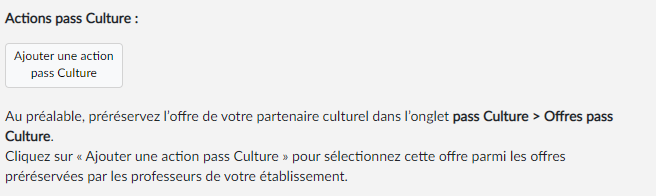 Actions pass Culture :
Ajouter une action
pass Culture
Au préalable, préréservez l’offre de votre partenaire culturel dans l’onglet pass Culture > Offres pass
Culture.
Cliquez sur « Ajouter une action pass Culture » pour sélectionnez cette offre parmi les offres
préréservées par les professeurs de votre établissement.